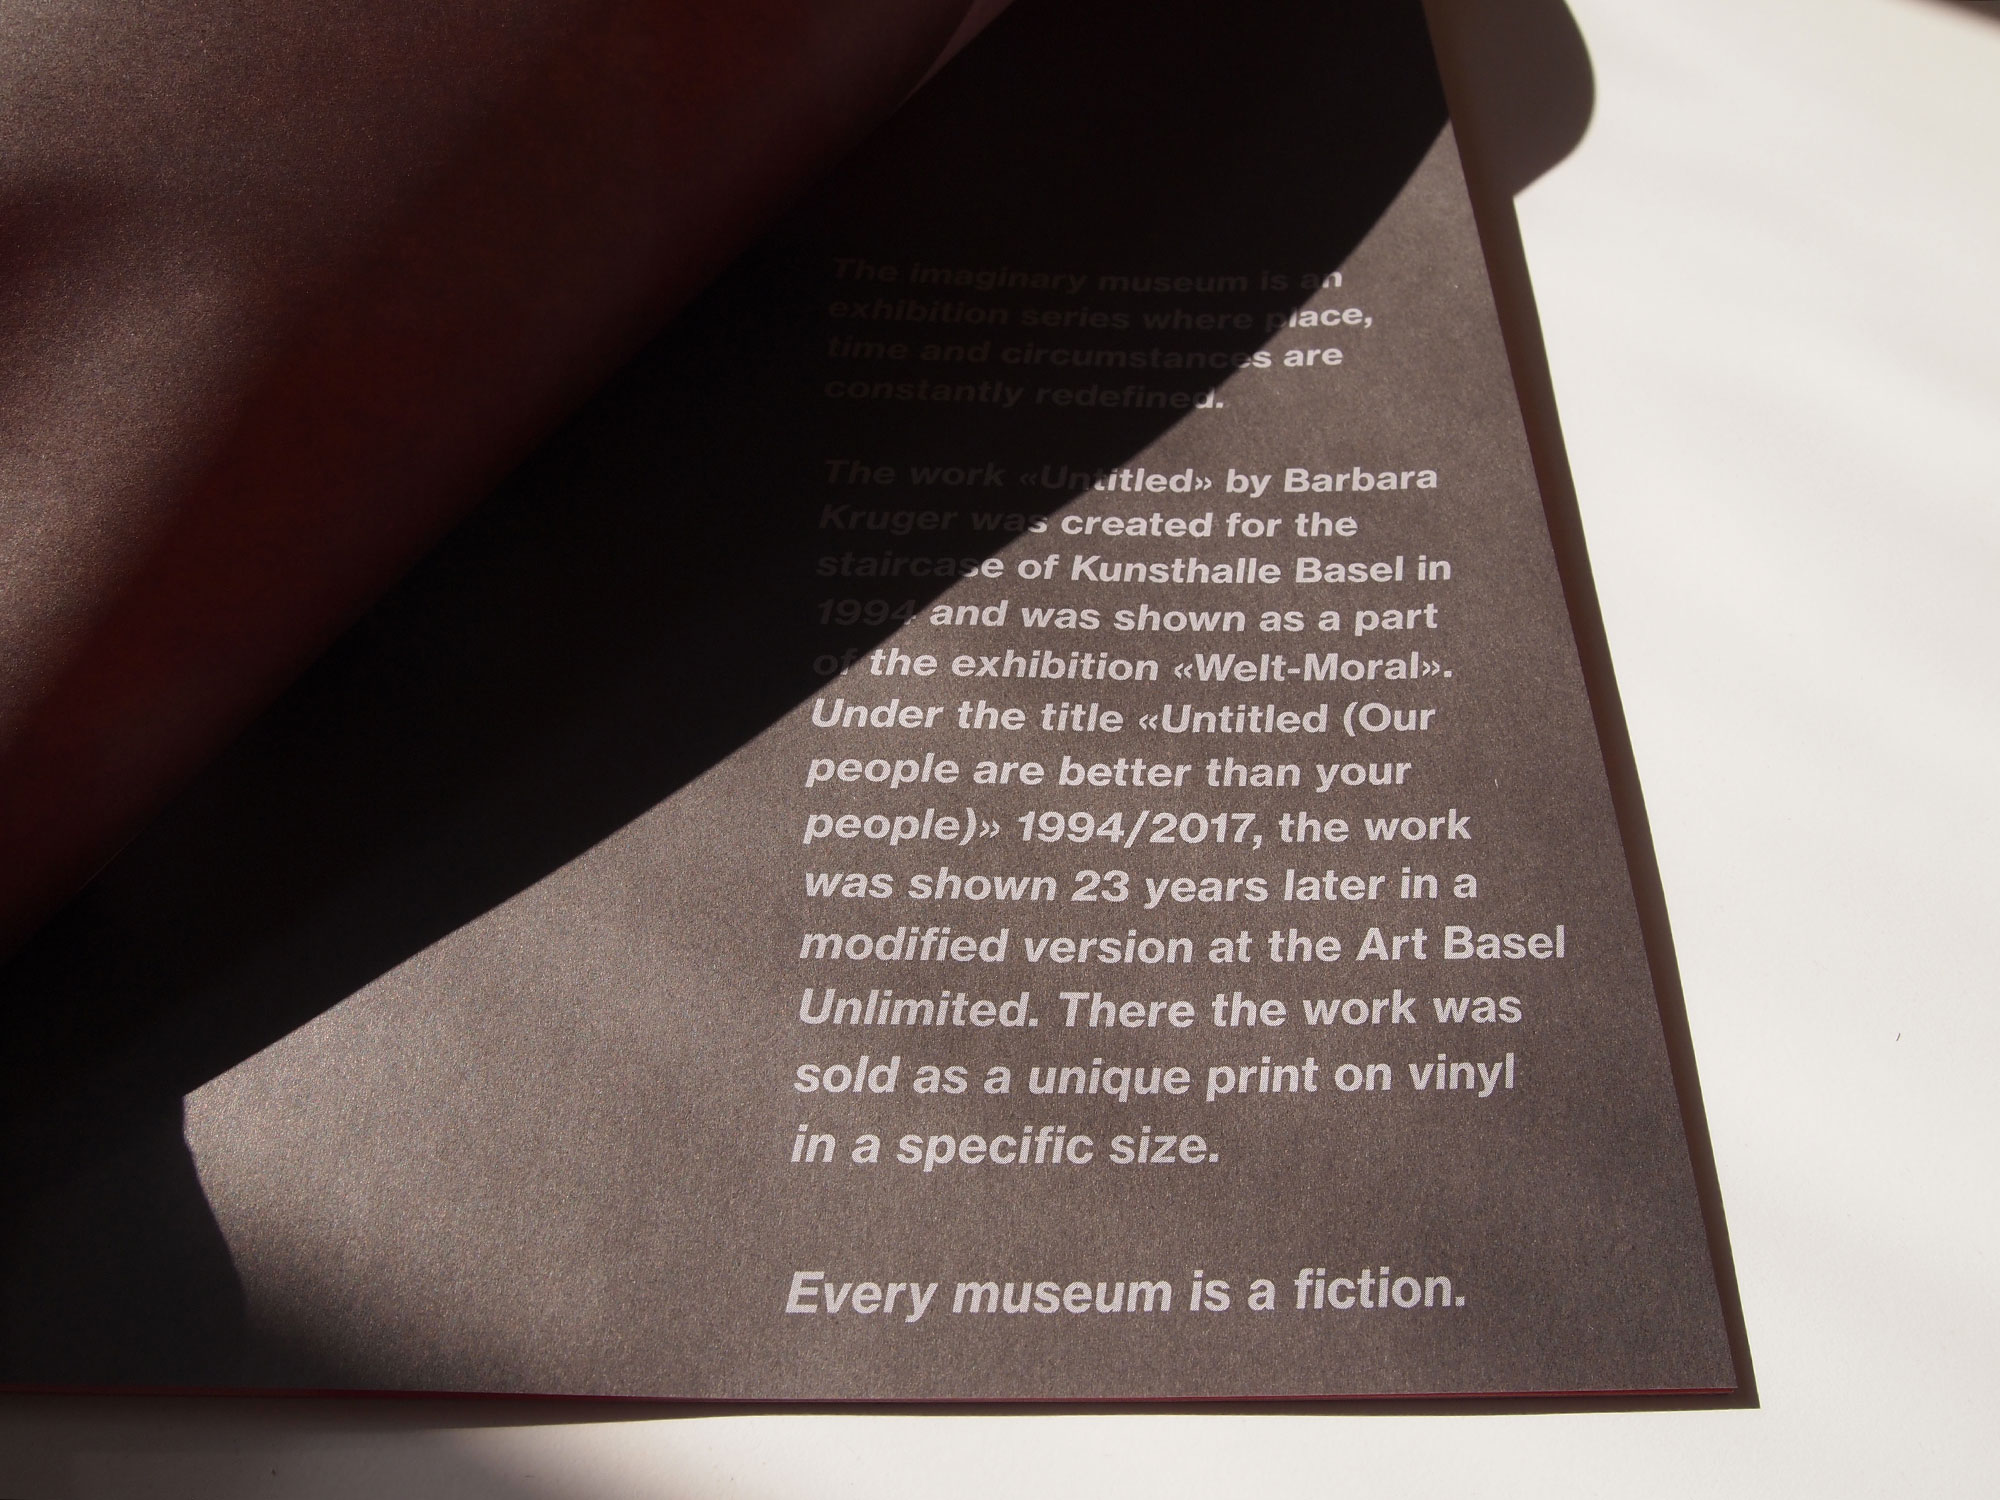 The imaginary museum is an
exhibition series where place,
time and circumstances are
constantly redefined.
The work «Untitled» by Barbara
Kruger was created for the
staircase of Kunsthalle Basel in
1994 and was shown as a part
of the exhibition «Welt-Moral».
Under the title «Untitled (Our
people are better than your
people)» 1994/2017, the work
was shown 23 years later in a
modified version at the Art Basel
Unlimited. There the work was
sold as a unique print on vinyl
in a specific size.
Every museum is a fiction.